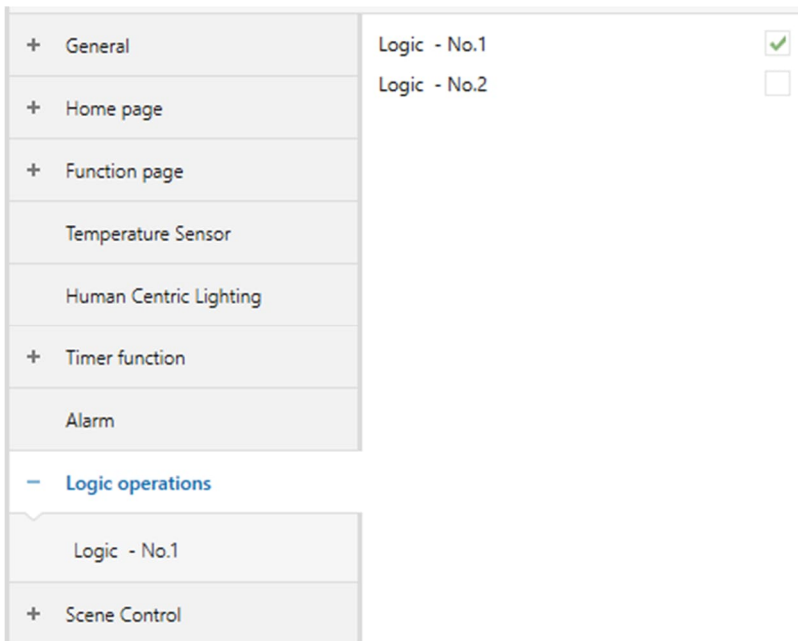 General
Home page
Function page
Temperature Sensor
Human Centric Lighting
Timer function
Alarm
Logic operations
Logic - No.1
Scene Control
Logic - No.1
Logic - No.2